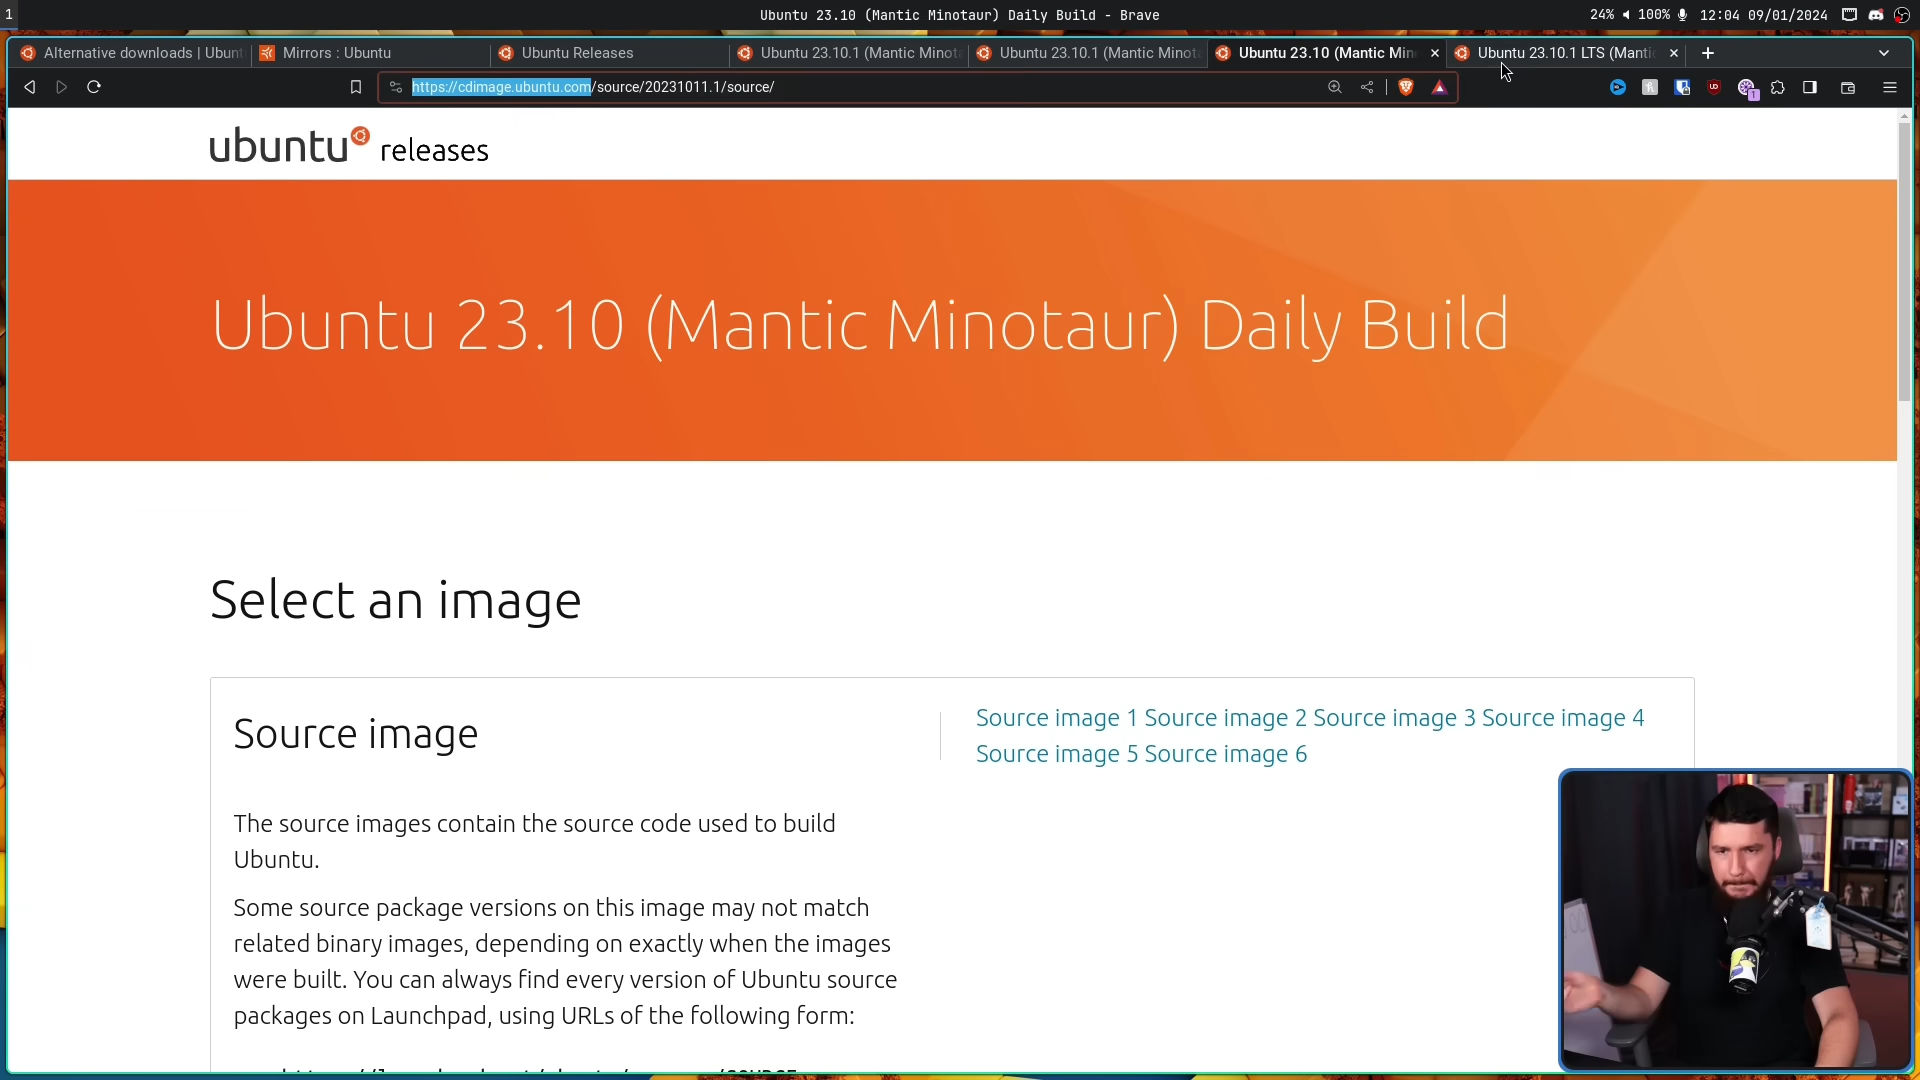 1
Ubuntu 23.10 (Mantic Minotaur) Daily Build - Brave
24% 100% 12:04 09/01/2024
Alternative downloads | Ubunt
Mirrors : Ubuntu
Ubuntu Releases
Ubuntu 23.10.1 (Mantic Minot
Ubuntu 23.10.1 (Mantic Minot
Ubuntu 23.10 (Mantic Min
Ubuntu 23.10.1 LTS (Manti
https://cdimage.ubuntu.com/source/20231011.1/source/
1
ubuntu releases
Ubuntu 23.10 (Mantic Minotaur) Daily Build
Select an image
Source image
Source image 1 Source image 2 Source image 3 Source image 4
Source image 5 Source image 6
The source images contain the source code used to build
Ubuntu.
Some source package versions on this image may not match
related binary images, depending on exactly when the images
were built. You can always find every version of Ubuntu source
packages on Launchpad, using URLs of the following form: